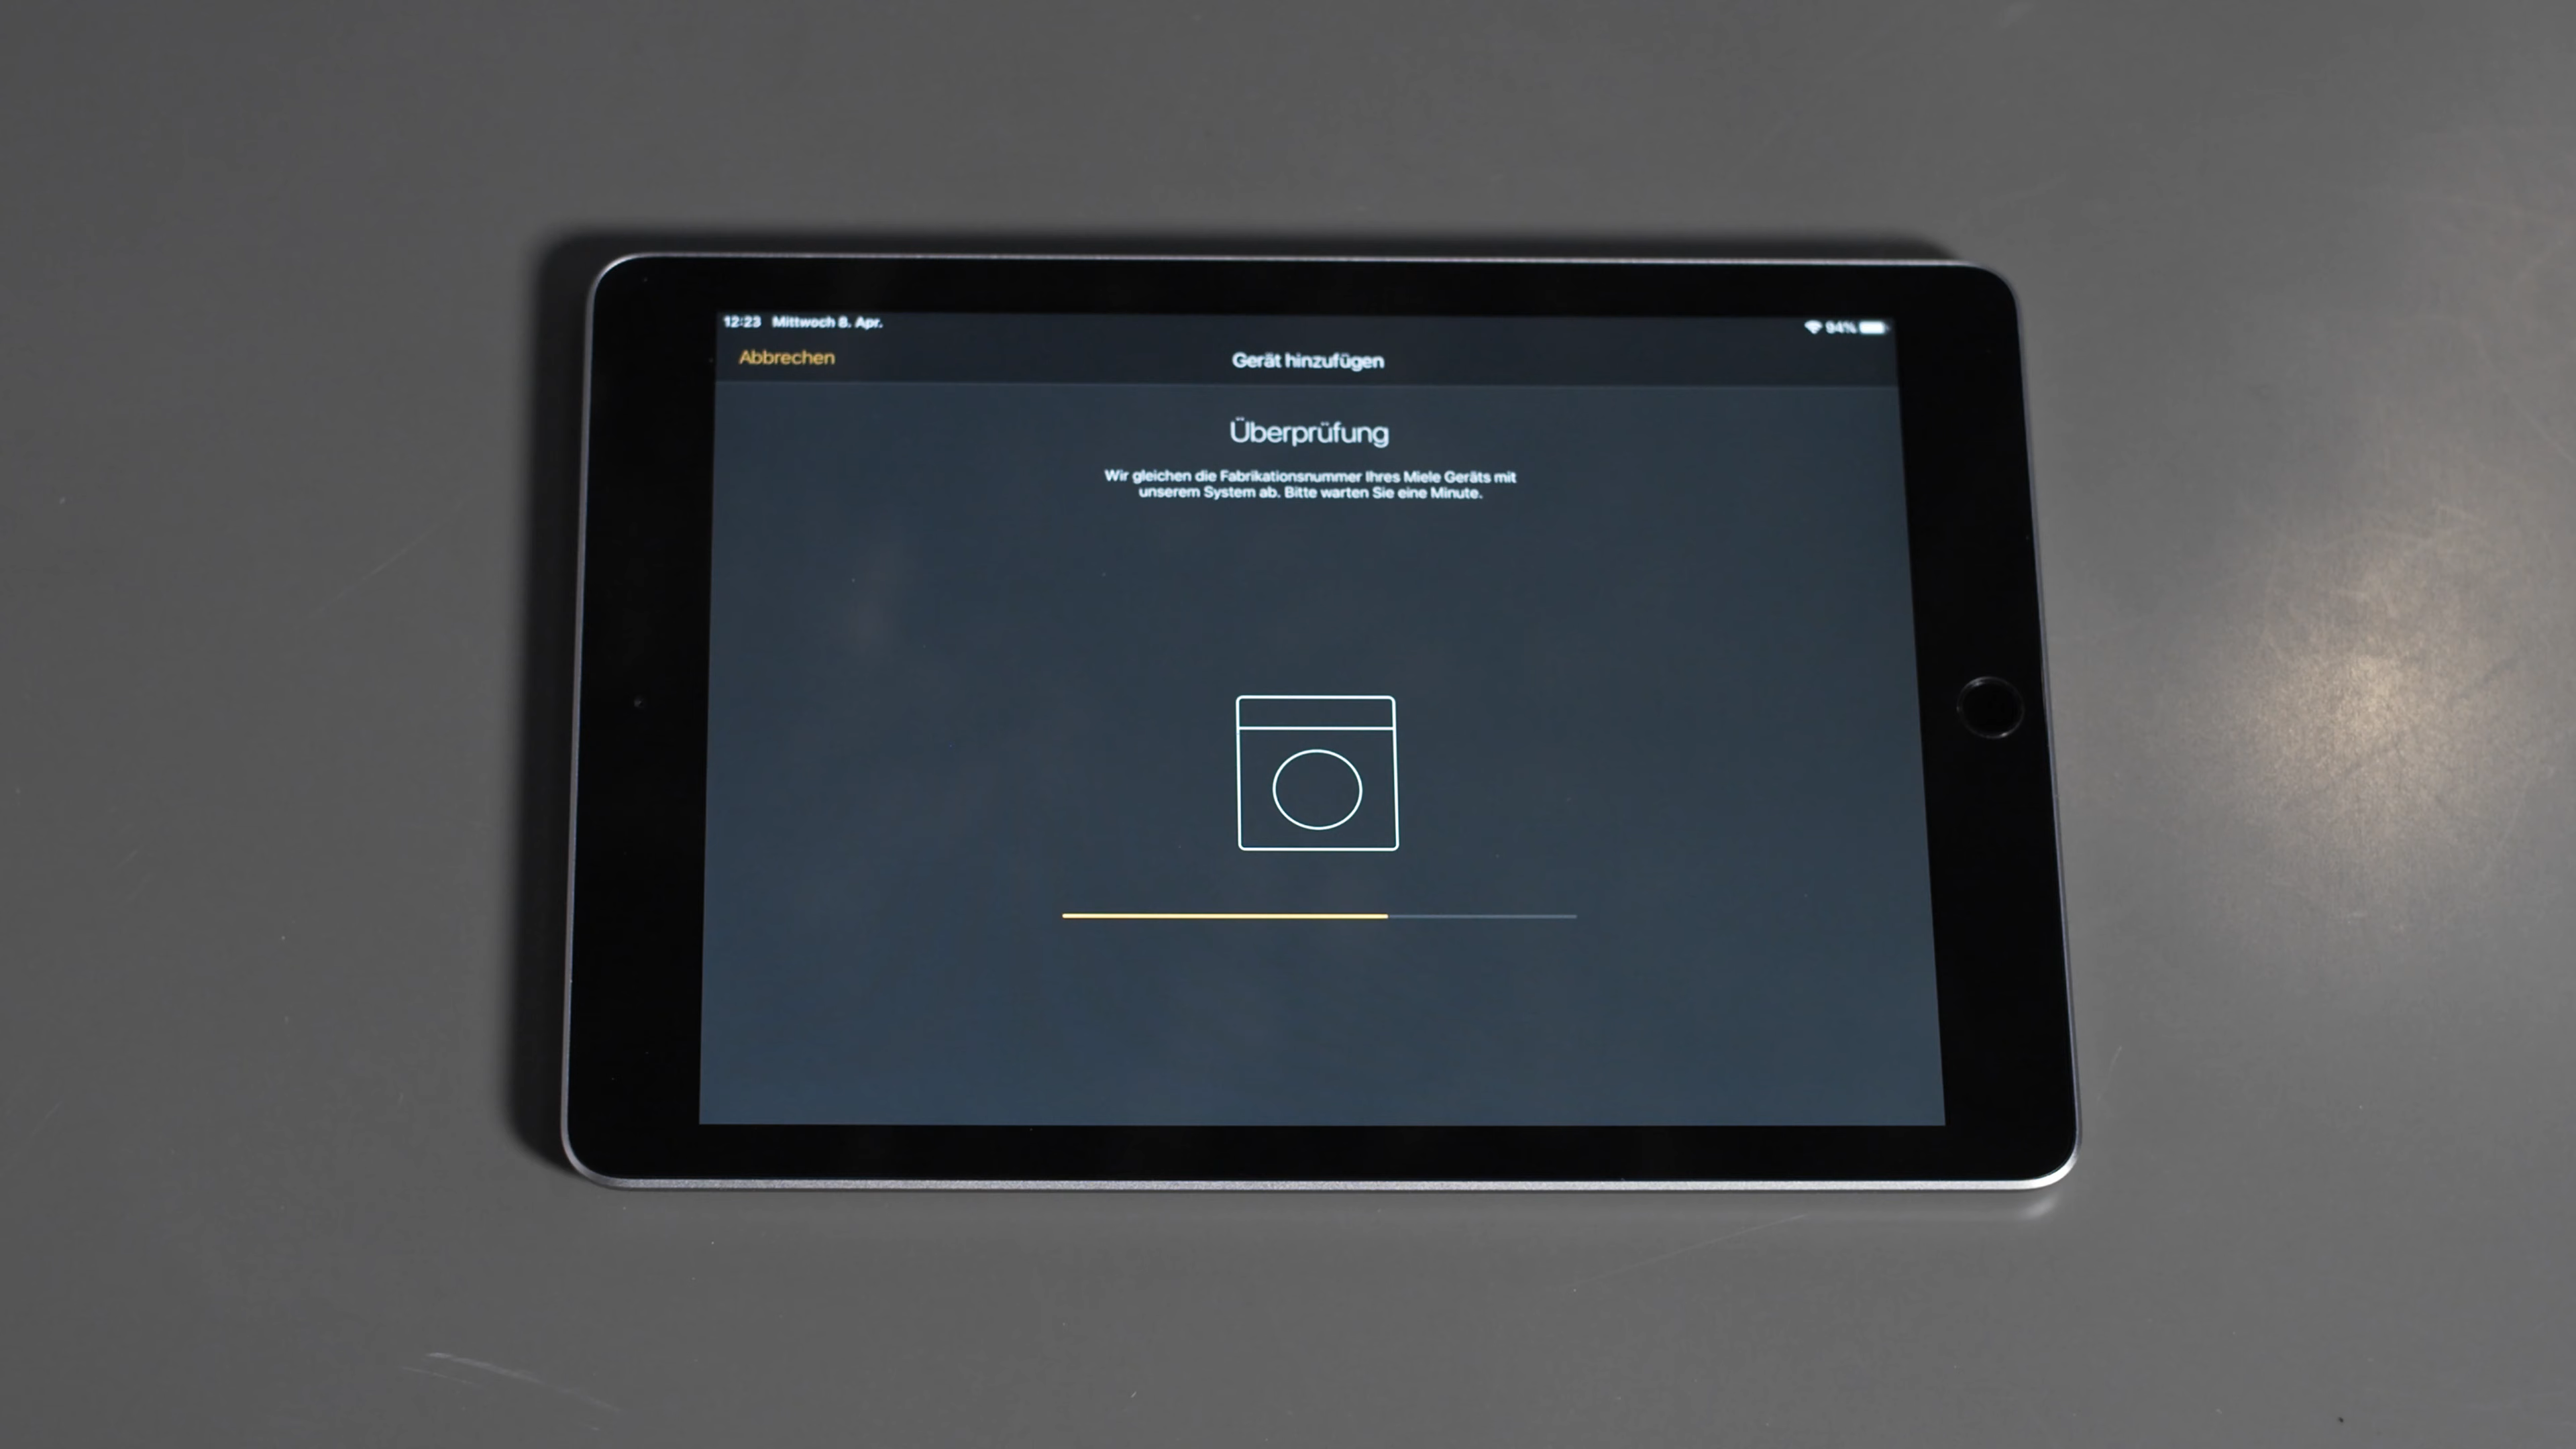 12:23 Mittwoch 8. Apr. 94%
Abbrechen Gerät hinzufügen
Überprüfung
Wir gleichen die Fabrikationsnummer Ihres Miele Geräts mit
unserem System ab. Bitte warten Sie eine Minute.